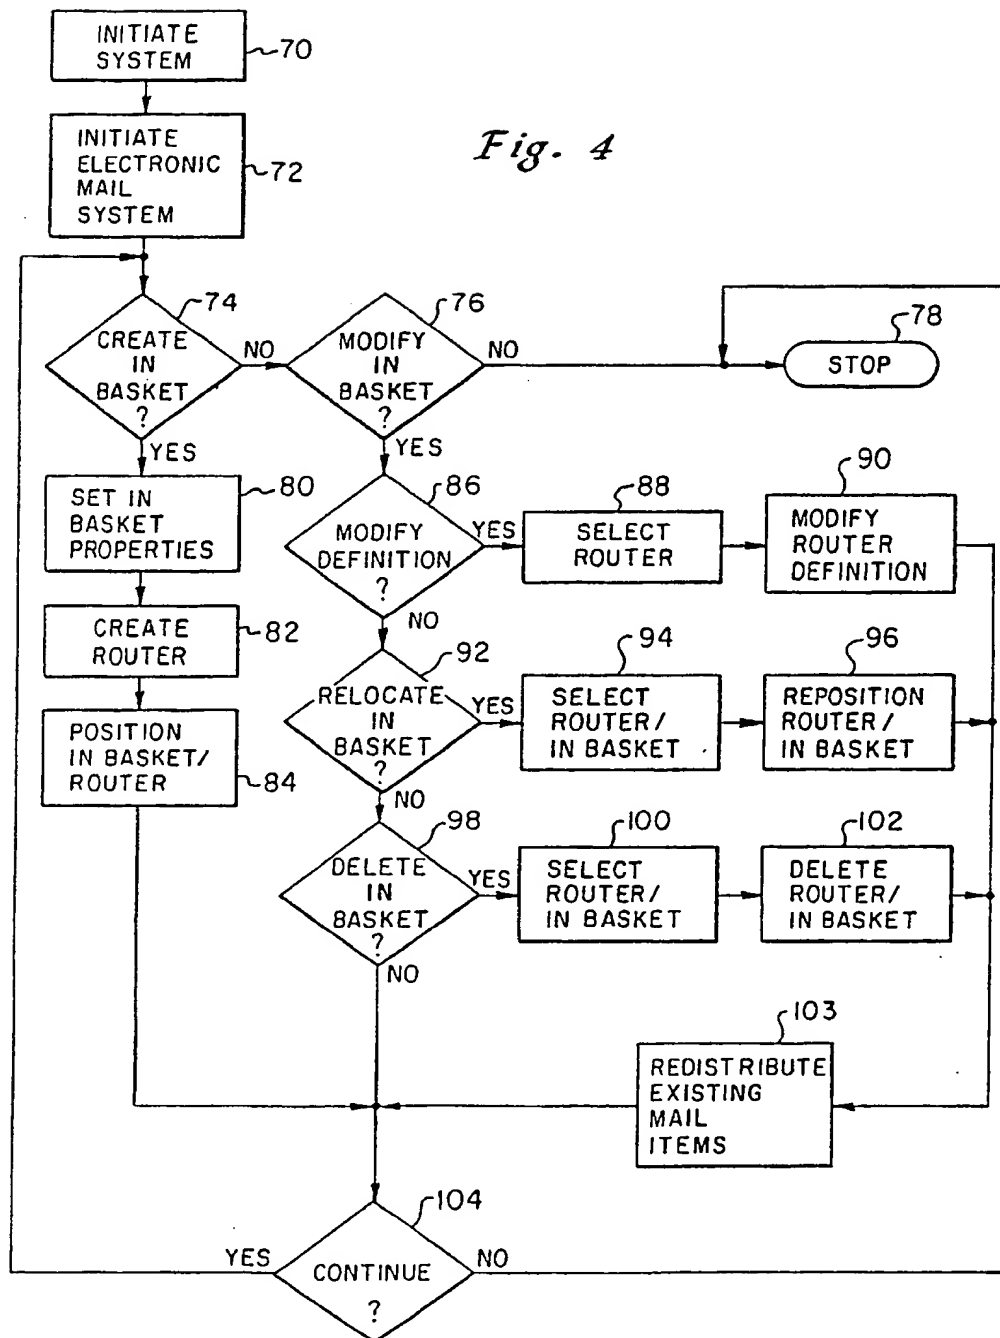 INITIATE
SYSTEM
70
INITIATE
ELECTRONIC
MAIL
SYSTEM
72
Fig. 4
74
CREATE
IN
BASKET
?
NO
YES
76
MODIFY
IN
BASKET
?
NO
YES
78
STOP
80
SET IN
BASKET
PROPERTIES
82
CREATE
ROUTER
84
POSITION
IN BASKET/
ROUTER
86
MODIFY
DEFINITION
?
YES
NO
88
SELECT
ROUTER
90
MODIFY
ROUTER
DEFINITION
92
RELOCATE
IN
BASKET
?
YES
NO
94
SELECT
ROUTER/
IN BASKET
96
REPOSITION
ROUTER/
IN BASKET
98
DELETE
IN
BASKET
?
YES
NO
100
SELECT
ROUTER/
IN BASKET
102
DELETE
ROUTER/
IN BASKET
103
REDISTRIBUTE
EXISTING
MAIL
ITEMS
104
CONTINUE
?
YES
NO